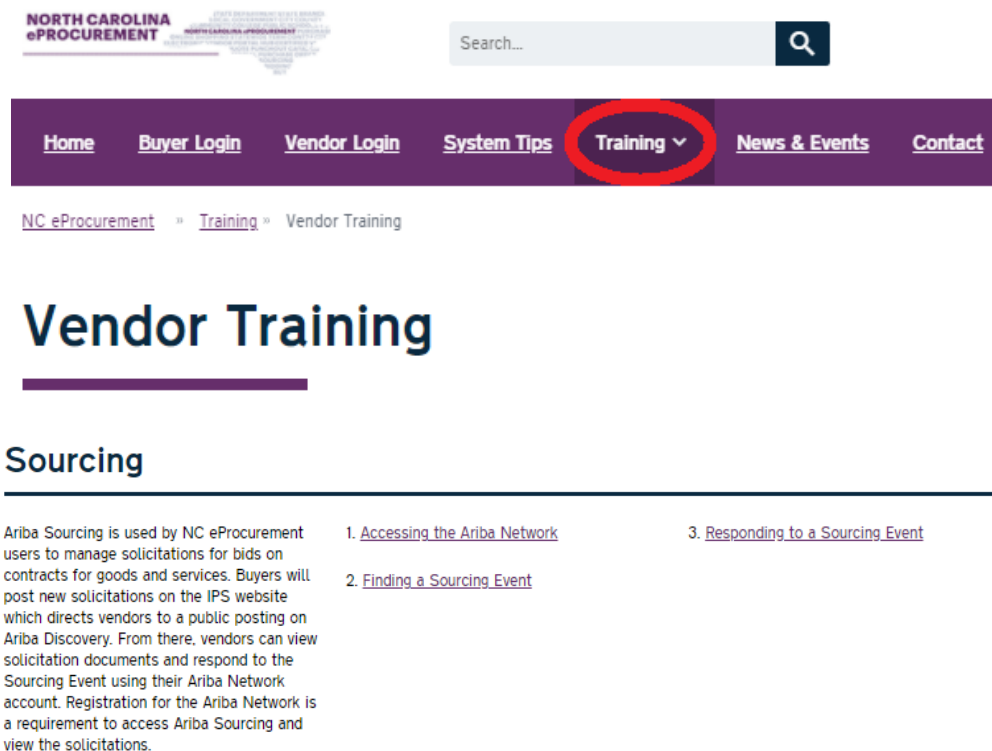 NORTH CAROLINA
ePROCUREMENT
Search...
Home Buyer Login Vendor Login System Tips Training News & Events Contact
NC eProcurement » Training » Vendor Training
Vendor Training
Sourcing
Ariba Sourcing is used by NC eProcurement
users to manage solicitations for bids on
contracts for goods and services. Buyers will
post new solicitations on the IPS website
which directs vendors to a public posting on
Ariba Discovery. From there, vendors can view
solicitation documents and respond to the
Sourcing Event using their Ariba Network
account. Registration for the Ariba Network is
a requirement to access Ariba Sourcing and
view the solicitations.
1. Accessing the Ariba Network
2. Finding a Sourcing Event
3. Responding to a Sourcing Event